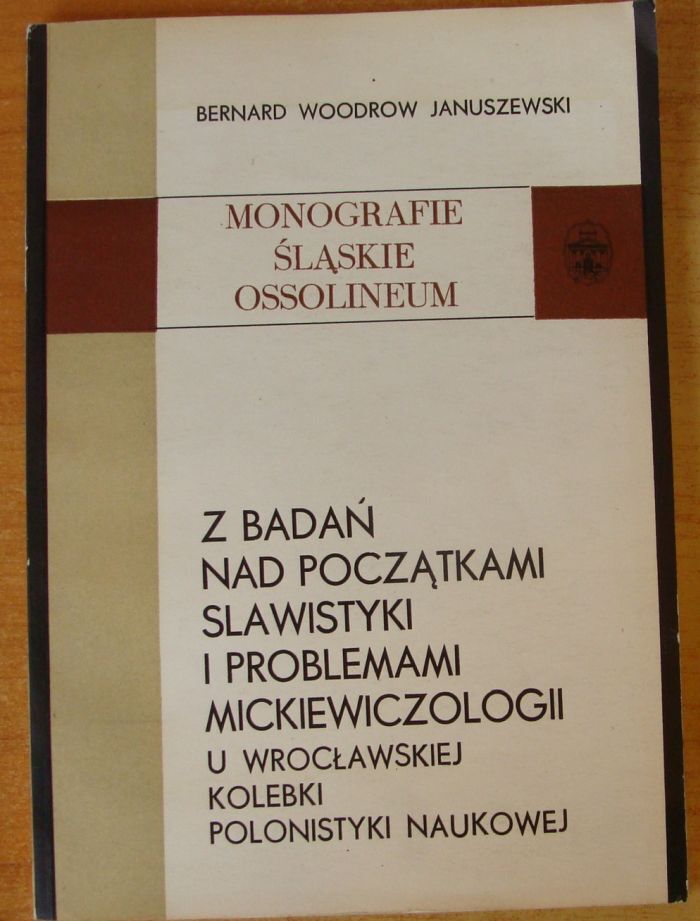 BERNARD WOODROW JANUSZEWSKI
MONOGRAFIE
ŚLĄSKIE
OSSOLINEUM
Z BADAŃ
NAD POCZĄTKAMI
SLAWISTYKI
I PROBLEMAMI
MICKIEWICZOLOGII
U WROCŁAWSKIEJ
KOLEBKI
POLONISTYKI NAUKOWEJ